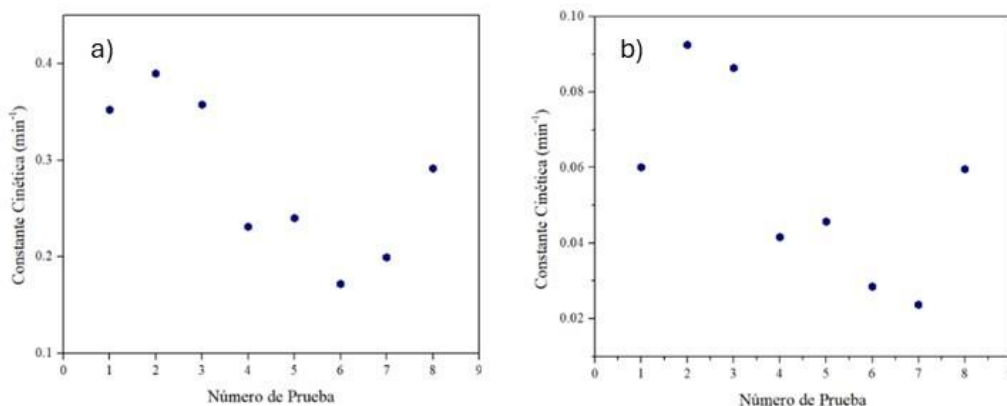 a)
0.4
0.3
0.2
0.1
0 1 2 3 4 5 6 7 8 9
Constante Cinética (min-1)
Número de Prueba
b)
0.10
0.08
0.06
0.04
0.02
0 1 2 3 4 5 6 7 8
Constante Cinética (min-1)
Número de Prueba